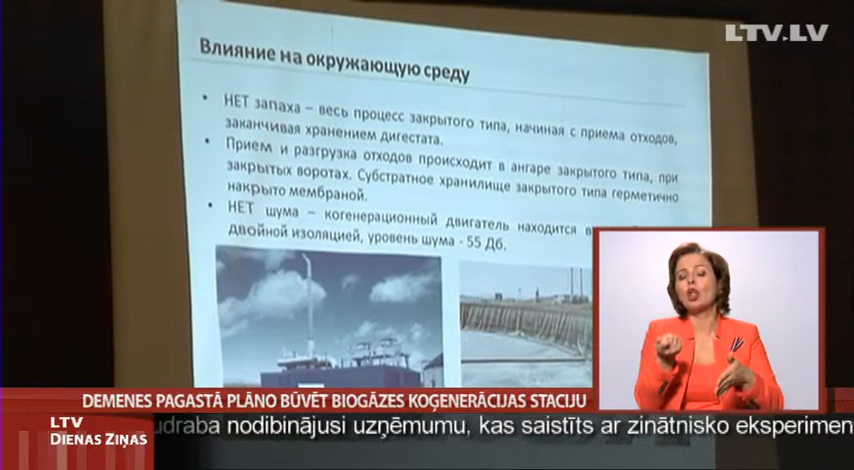 LTV.LV
Влияние на окружающую среду
• НЕТ запаха – весь процесс закрытого типа, начиная с приема отходов,
заканчивая хранением дигестата.
• Прием и разгрузка отходов происходит в ангаре закрытого типа, при
закрытых воротах. Субстратное хранилище закрытого типа герметично
накрыто мембраной.
• НЕТ шума – когенерационный двигатель находится в
двойной изоляцией, уровень шума - 55 Дб.
DEMENES PAGASTĀ PLĀNO BŪVĒT BIOGĀZES KOĢENERĀCIJAS STACIJU
LTV
DIENAS ZIŅAS
udraba nodibinājusi uzņēmumu, kas saistīts ar zinātnisko eksperimen